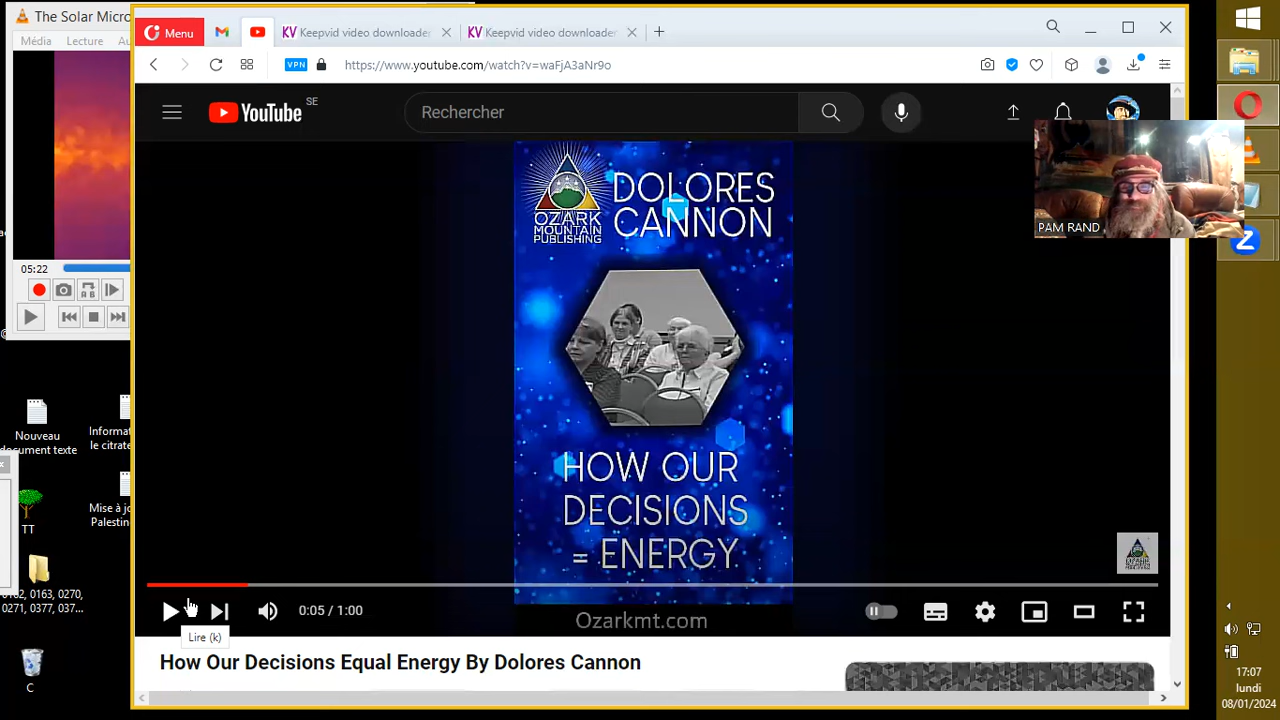 The Solar Micro
Menu
Keepvid video downloader
Keepvid video downloader
Média Lecture Au
VPN
https://www.youtube.com/watch?v=waFjA3aNr9o
YouTube SE
Rechercher
PAM RAND
OZARK
MOUNTAIN
PUBLISHING
DOLORES
CANNON
05:22
HOW OUR
DECISIONS
= ENERGY
Nouveau
document texte
Informat
le citrate
TT
Mise à jo
Palestin
0162, 0163, 0270,
0271, 0377, 037...
C
0:05 / 1:00
Lire (k)
Ozarkmt.com
How Our Decisions Equal Energy By Dolores Cannon
17:07
lundi
08/01/2024